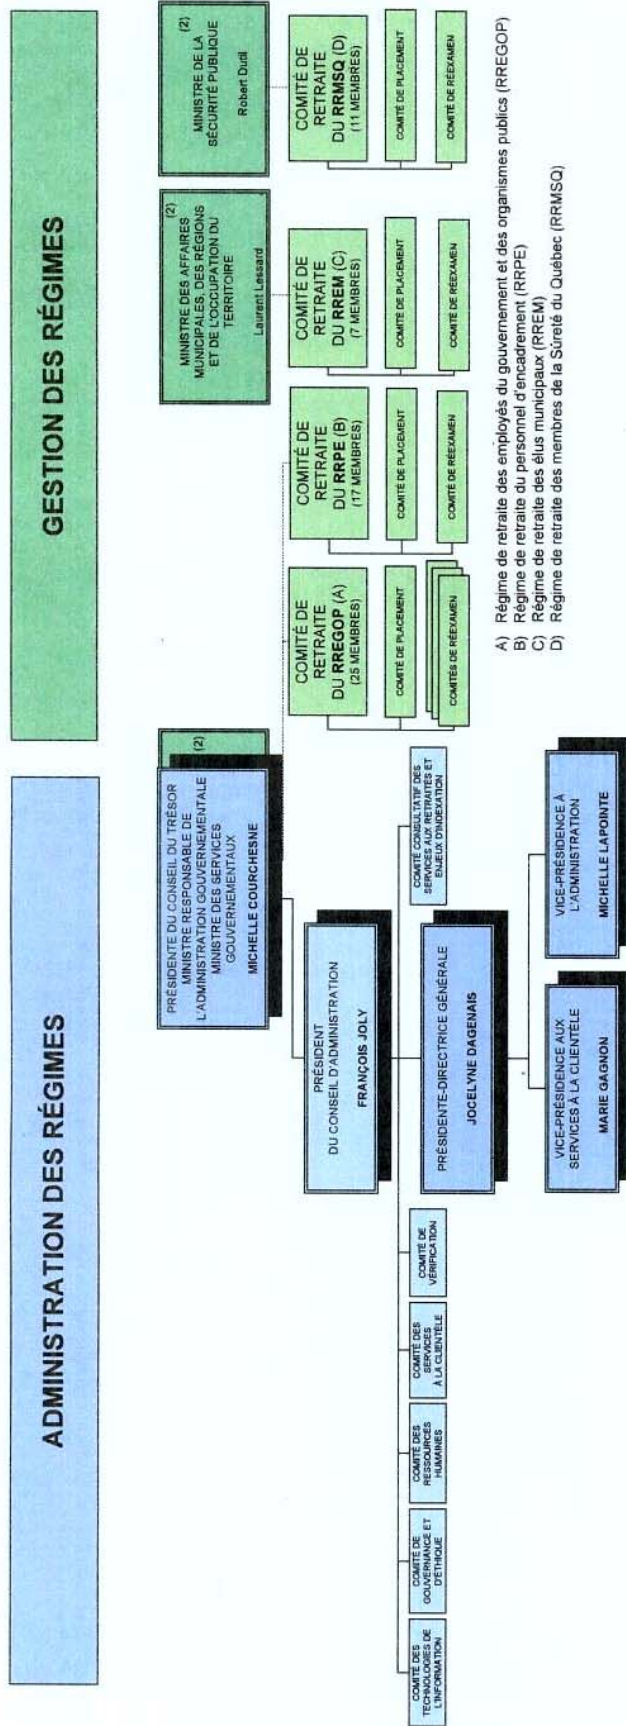 ADMINISTRATION DES RÉGIMES
GESTION DES RÉGIMES
PRÉSIDENTE DU CONSEIL DU TRÉSOR
MINISTRE RESPONSABLE DE
L'ADMINISTRATION GOUVERNEMENTALE
MINISTRE DES SERVICES
GOUVERNEMENTAUX
MICHELLE COURCHESNE
(2)
MINISTRE DES AFFAIRES
MUNICIPALES, DES RÉGIONS
ET DE L'OCCUPATION DU
TERRITOIRE
Laurent Lessard
(2)
MINISTRE DE LA
SÉCURITÉ PUBLIQUE
Robert Dutil
(2)
PRÉSIDENT
DU CONSEIL D'ADMINISTRATION
FRANÇOIS JOLY
COMITÉ DES
TECHNOLOGIES DE
L'INFORMATION
COMITÉ DE
GOUVERNANCE ET
D'ÉTHIQUE
COMITÉ DES
RESSOURCES
HUMAINES
COMITÉ DES
SERVICES
À LA CLIENTÈLE
COMITÉ DE
VÉRIFICATION
COMITÉ CONSULTATIF DES
SERVICES AUX RETRAITÉS ET
ENJEUX D'INDEXATION
PRÉSIDENTE-DIRECTRICE GÉNÉRALE
JOCELYNE DAGENAIS
VICE-PRÉSIDENCE AUX
SERVICES À LA CLIENTÈLE
MARIE GAGNON
VICE-PRÉSIDENCE À
L'ADMINISTRATION
MICHELLE LAPOINTE
COMITÉ DE
RETRAITE
DU RREGOP (A)
(25 MEMBRES)
COMITÉ DE PLACEMENT
COMITÉS DE RÉEXAMEN
COMITÉ DE
RETRAITE
DU RRPE (B)
(17 MEMBRES)
COMITÉ DE PLACEMENT
COMITÉ DE RÉEXAMEN
COMITÉ DE
RETRAITE
DU RREM (C)
(7 MEMBRES)
COMITÉ DE PLACEMENT
COMITÉ DE RÉEXAMEN
COMITÉ DE
RETRAITE
DU RRMSQ (D)
(11 MEMBRES)
COMITÉ DE PLACEMENT
COMITÉ DE RÉEXAMEN
A) Régime de retraite des employés du gouvernement et des organismes publics (RREGOP)
B) Régime de retraite du personnel d'encadrement (RRPE)
C) Régime de retraite des élus municipaux (RREM)
D) Régime de retraite des membres de la Sûreté du Québec (RRMSQ)